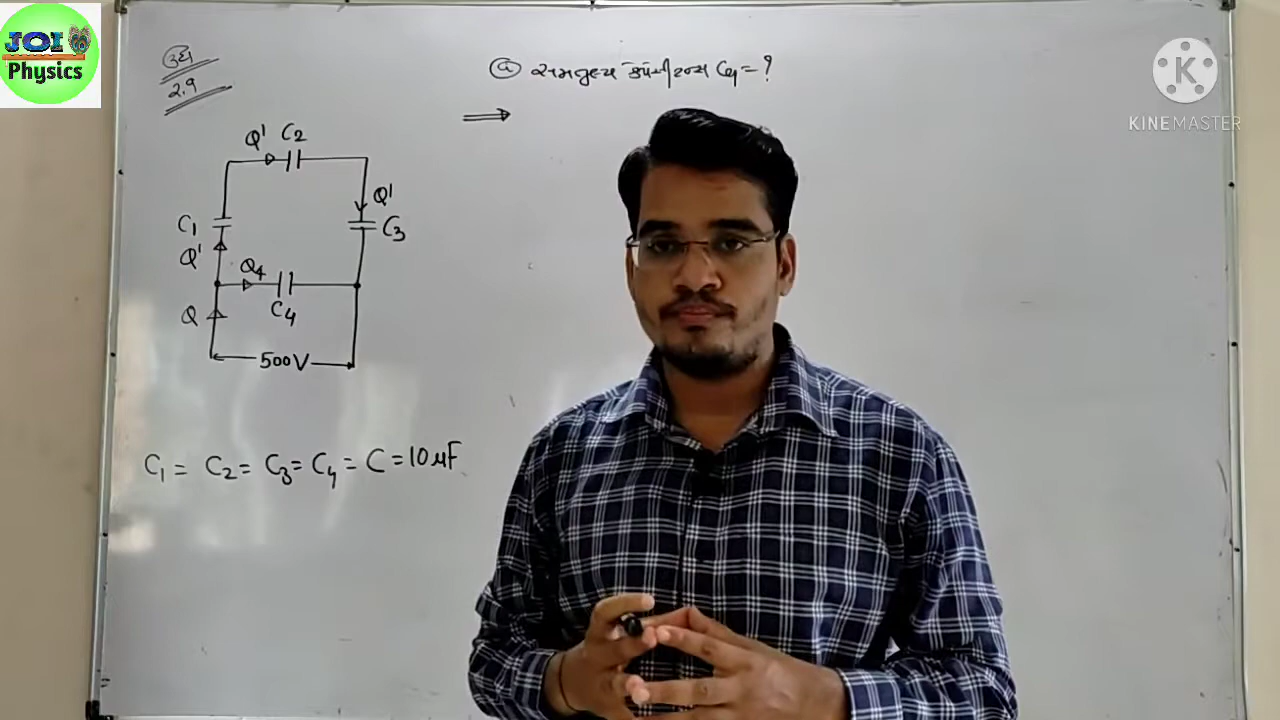 JOI
Physics
KINEMASTER
ઉદા
2.9
(a) સમતુલ્ય કૅપેસીટન્સ Ceq = ?
⟹
Q' C2
Q'
C1
C3
Q'
Q4
C4
Q
500V
C1 = C2 = C3 = C4 = C = 10 μF